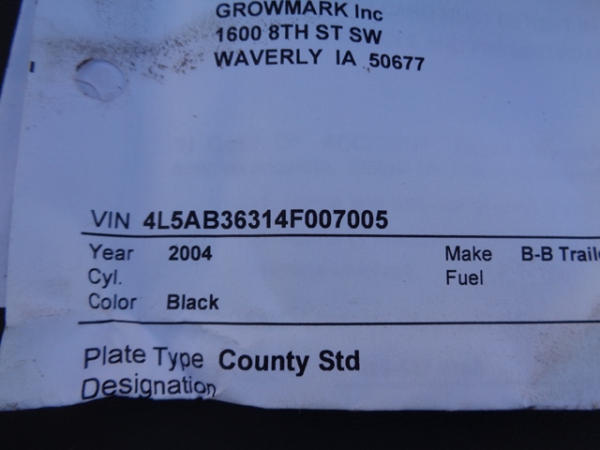 GROWMARK Inc
1600 8TH ST SW
WAVERLY IA 50677
VIN 4L5AB36314F007005
Year 2004 Make B-B Traile
Cyl. Fuel
Color Black
Plate Type County Std
Designation